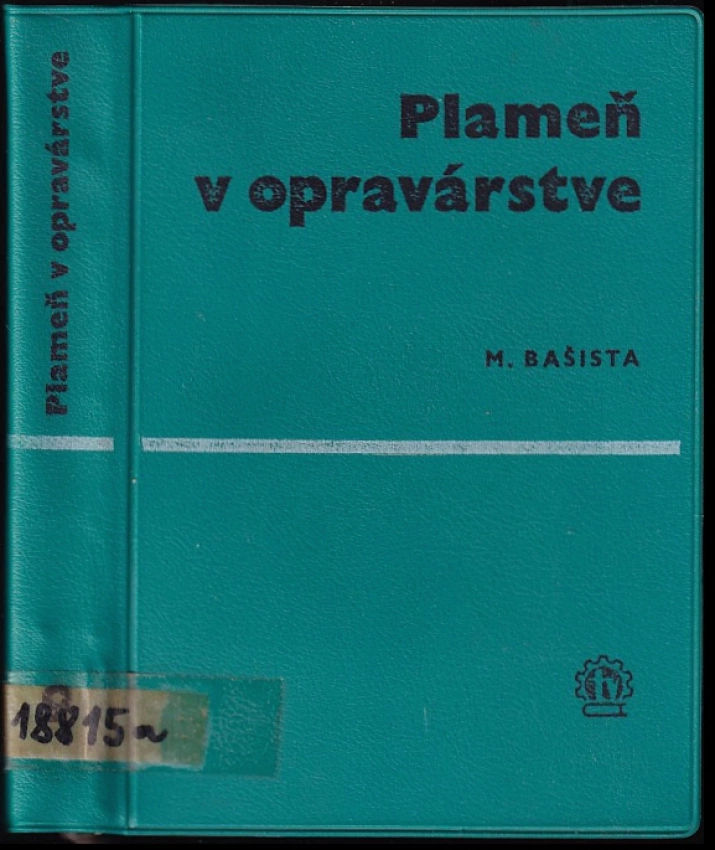 Plameň
v opravárstve
M. BAŠISTA
Plameň v opravárstve
18815